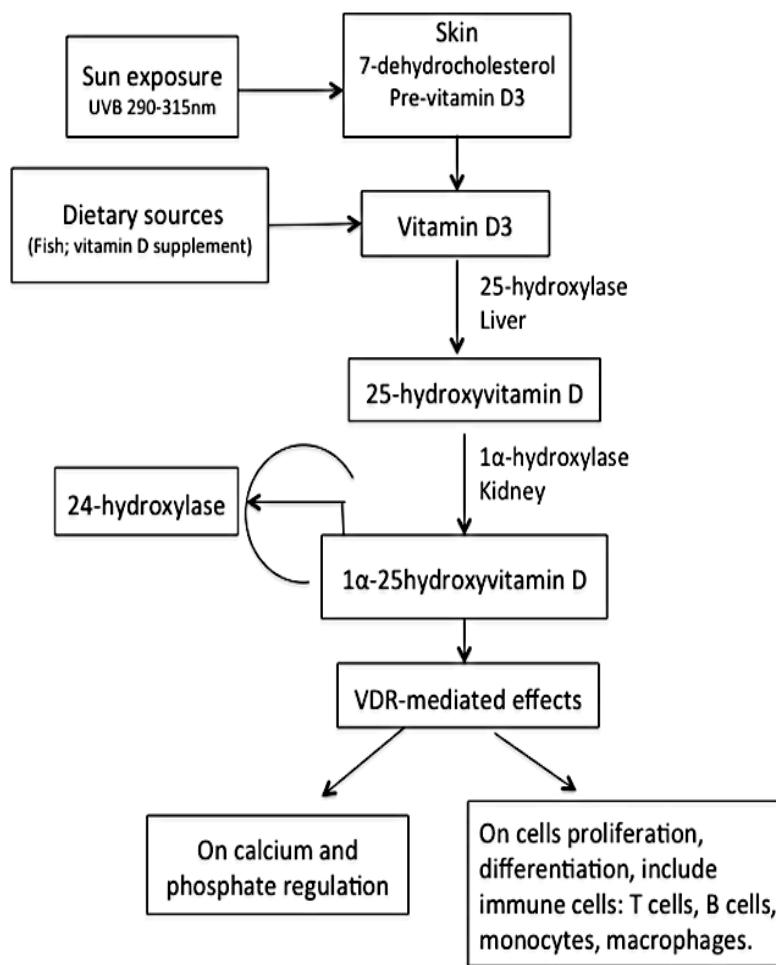 Skin
7-dehydrocholesterol
Pre-vitamin D3
Sun exposure
UVB 290-315nm
Dietary sources
(Fish; vitamin D supplement)
Vitamin D3
25-hydroxylase
Liver
25-hydroxyvitamin D
1α-hydroxylase
Kidney
24-hydroxylase
1α-25hydroxyvitamin D
VDR-mediated effects
On calcium and
phosphate regulation
On cells proliferation,
differentiation, include
immune cells: T cells, B cells,
monocytes, macrophages.